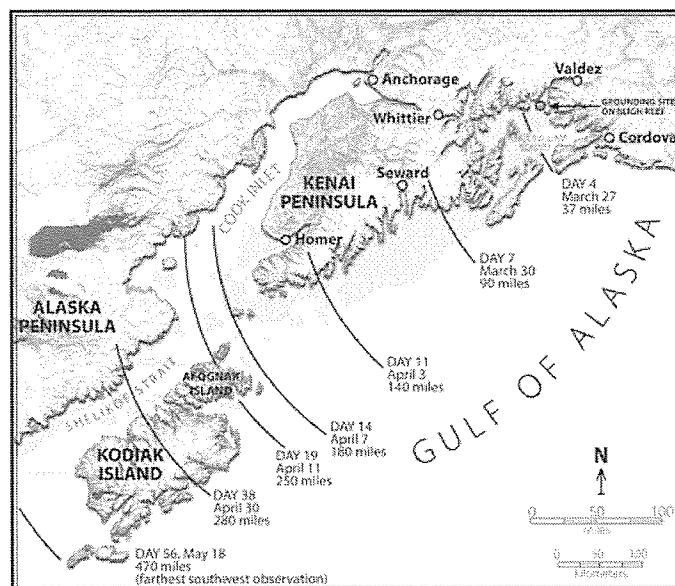 Anchorage
Valdez
GROUNDING SITE
ON BLIGH REEF
Whittier
Cordova
COOK INLET
KENAI
PENINSULA
Seward
DAY 4
March 27
37 miles
Homer
DAY 7
March 30
90 miles
ALASKA
PENINSULA
GULF OF ALASKA
DAY 11
April 3
140 miles
SHELIKOF STRAIT
AFOGNAK
ISLAND
DAY 14
April 7
180 miles
KODIAK
ISLAND
DAY 19
April 11
250 miles
N
DAY 38
April 30
280 miles
0 50 100
miles
0 50 100
kilometers
DAY 56, May 18
470 miles
(farthest southwest observation)